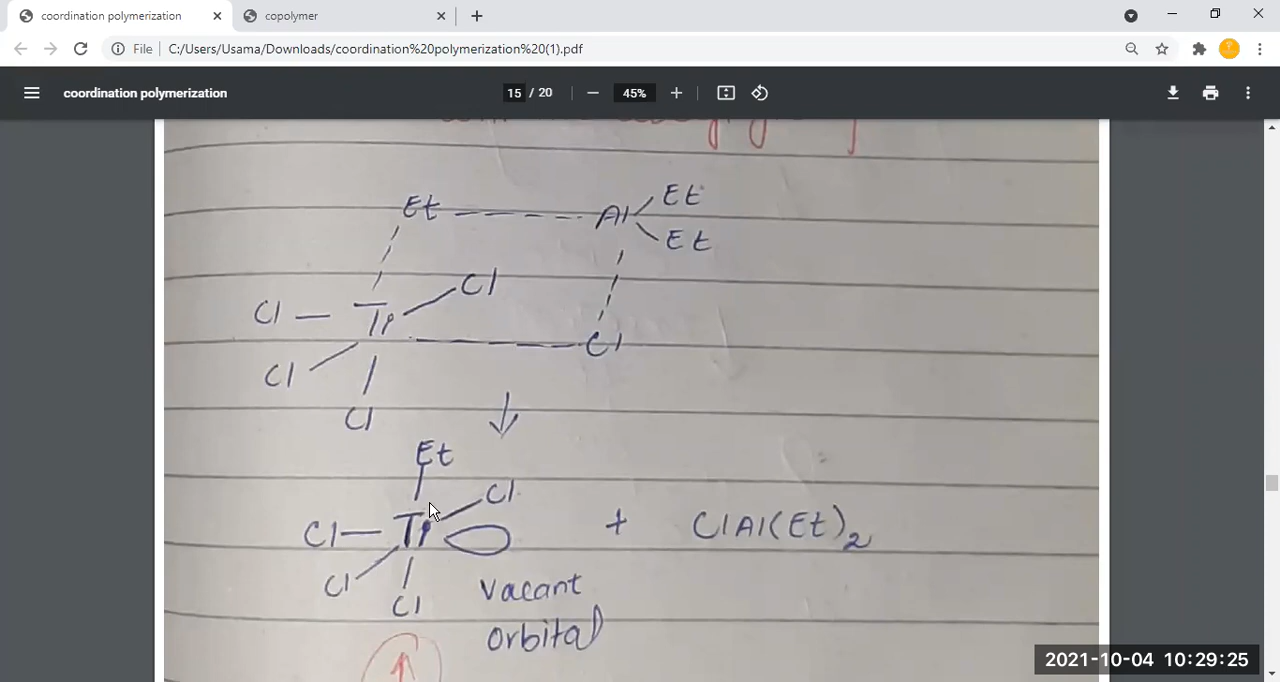 coordination polymerization
copolymer
File
C:/Users/Usama/Downloads/coordination%20polymerization%20(1).pdf
coordination polymerization
15 / 20
45%
Et Al Et
Et
Cl Ti Cl
Cl Cl
Cl
Et
Cl Ti Cl + ClAl(Et)2
Cl
Cl
vacant
orbital
2021-10-04 10:29:25